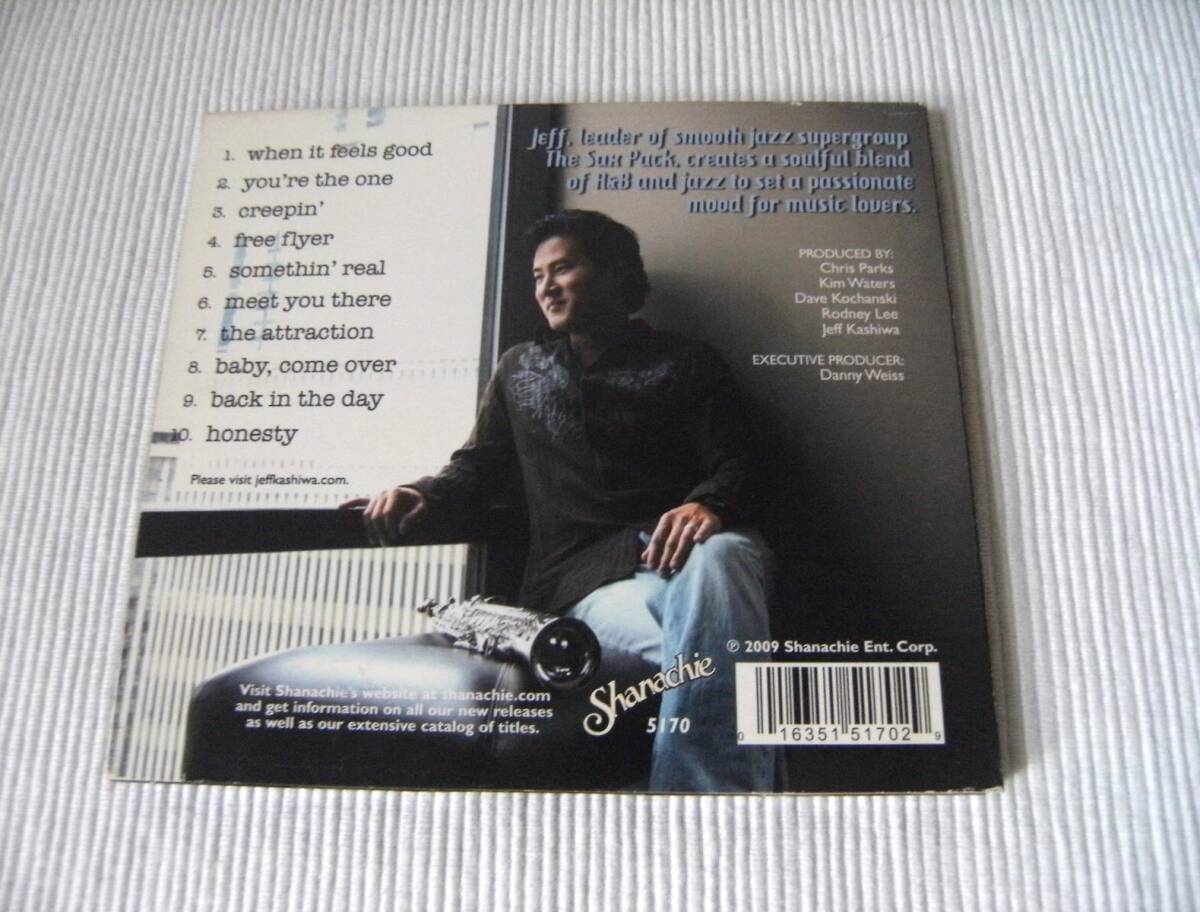 1. when it feels good
2. you're the one
3. creepin'
4. free flyer
5. somethin' real
6. meet you there
7. the attraction
8. baby, come over
9. back in the day
10. honesty
Please visit jeffkashiwa.com.
Jeff, leader of smooth jazz supergroup
The Sax Pack, creates a soulful blend
of R&B and jazz to set a passionate
mood for music lovers.
PRODUCED BY:
Chris Parks
Kim Waters
Dave Kochanski
Rodney Lee
Jeff Kashiwa
EXECUTIVE PRODUCER:
Danny Weiss
Visit Shanachie's website at shanachie.com
and get information on all our new releases
as well as our extensive catalog of titles.
Shanachie
5170
℗ 2009 Shanachie Ent. Corp.
0 16351 51702 9